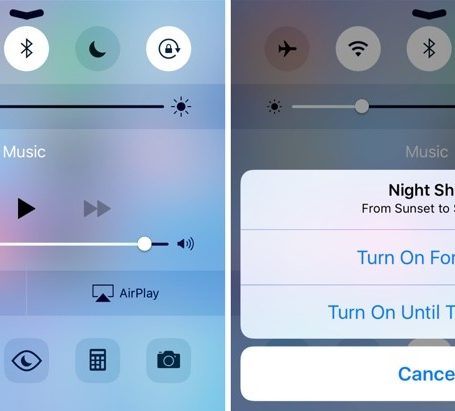 Music
AirPlay
Music
Night Sh
From Sunset to S
Turn On For
Turn On Until T
Cance